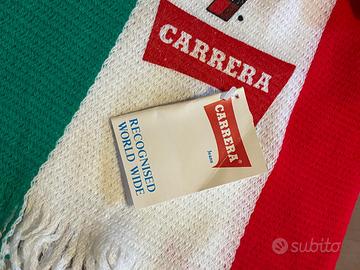 CARRERA
CARRERA
Jeans
RECOGNISED
WORLD WIDE
subito